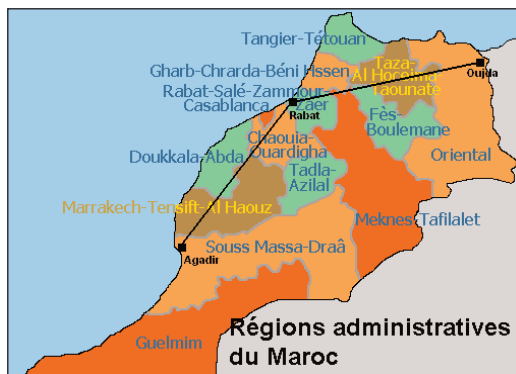 Tangier-Tétouan
Gharb-Chrarda-Béni Hssen
Taza-
Al Hoceima
Taounate
Oujda
Rabat-Salé-Zammour-
Zaer
Casablanca
Rabat
Fès-
Boulemane
Chaouia-
Ouardigha
Doukkala-Abda
Oriental
Tadla-
Azilal
Marrakech-Tensift-Al Haouz
Meknes Tafilalet
Souss Massa-Draâ
Agadir
Guelmim
Régions administratives
du Maroc